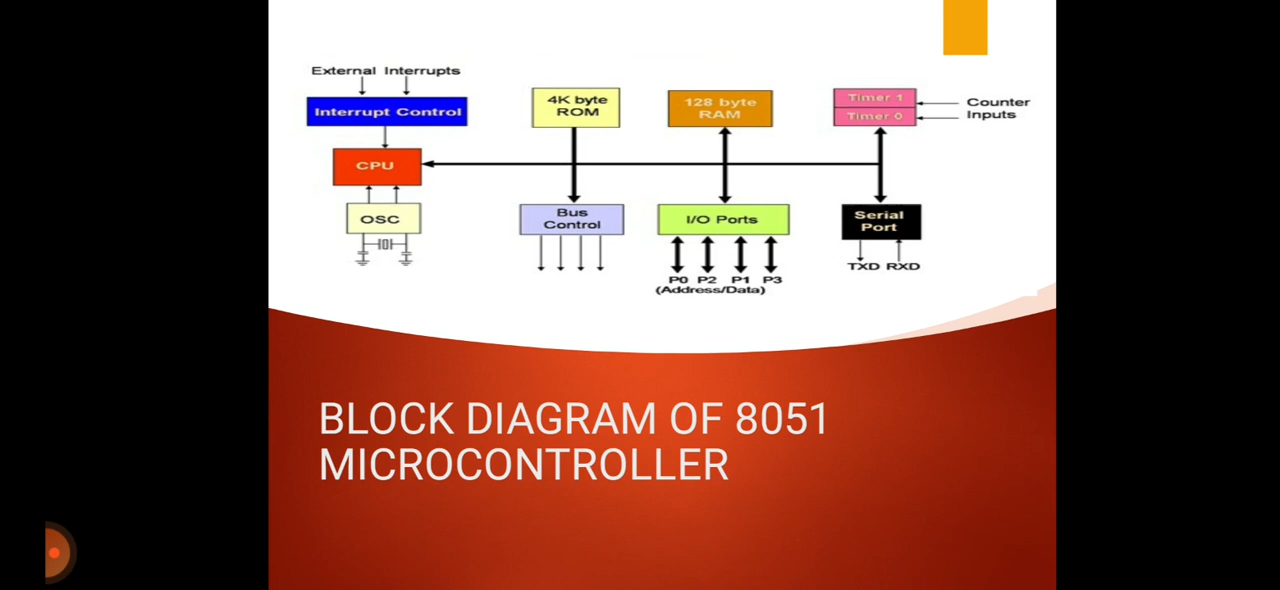 External Interrupts
Interrupt Control
4K byte
ROM
128 byte
RAM
Timer 1
Timer 0
Counter
Inputs
CPU
OSC
Bus
Control
I/O Ports
Serial
Port
TXD RXD
P0 P2 P1 P3
(Address/Data)
BLOCK DIAGRAM OF 8051
MICROCONTROLLER